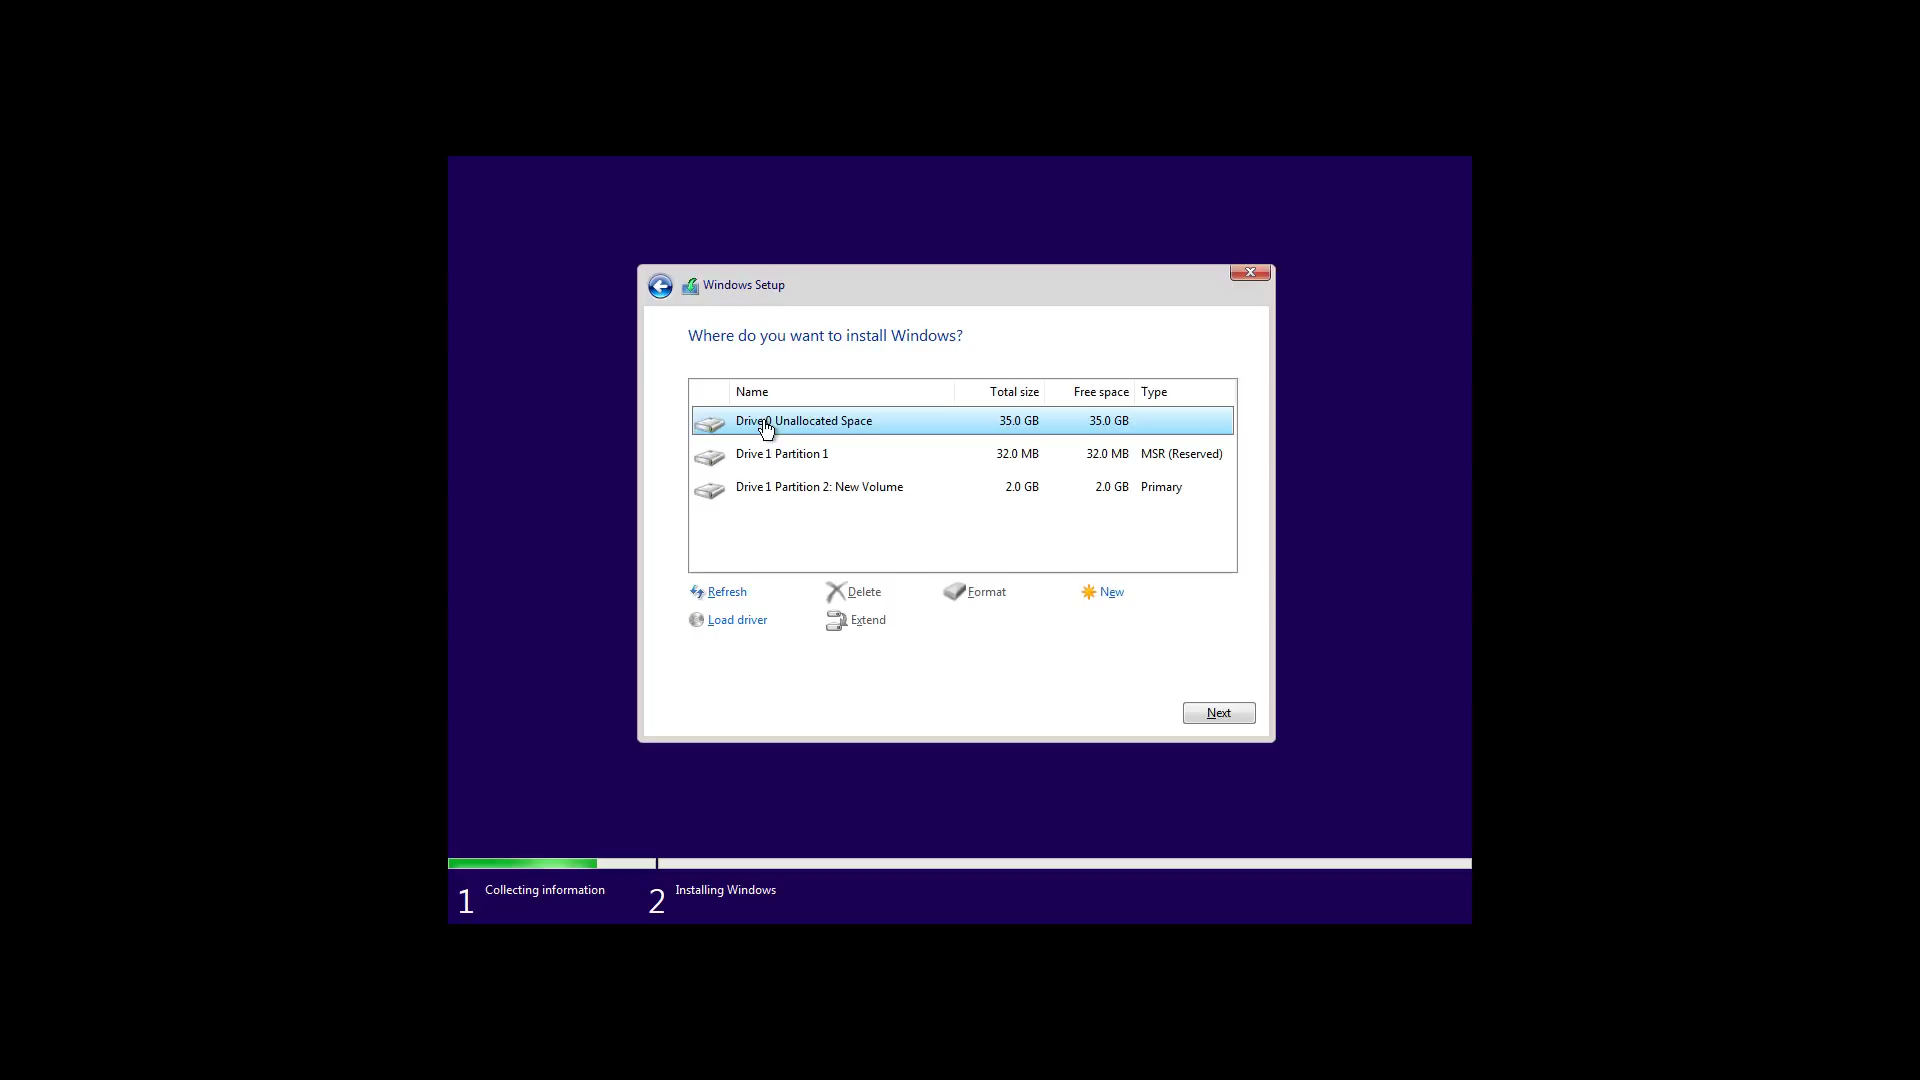 Windows Setup
Where do you want to install Windows?
Name Total size Free space Type
Drive 0 Unallocated Space 35.0 GB 35.0 GB
Drive 1 Partition 1 32.0 MB 32.0 MB MSR (Reserved)
Drive 1 Partition 2: New Volume 2.0 GB 2.0 GB Primary
Refresh Delete Format New
Load driver Extend
Next
1 Collecting information 2 Installing Windows